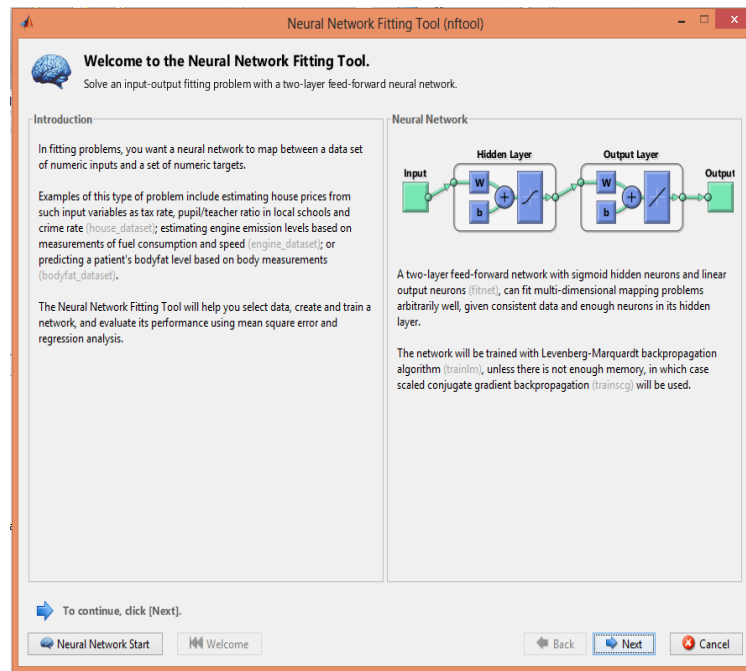 Neural Network Fitting Tool (nftool)
Welcome to the Neural Network Fitting Tool.
Solve an input-output fitting problem with a two-layer feed-forward neural network.
Introduction
In fitting problems, you want a neural network to map between a data set
of numeric inputs and a set of numeric targets.
Examples of this type of problem include estimating house prices from
such input variables as tax rate, pupil/teacher ratio in local schools and
crime rate (house_dataset); estimating engine emission levels based on
measurements of fuel consumption and speed (engine_dataset); or
predicting a patient's bodyfat level based on body measurements
(bodyfat_dataset).
The Neural Network Fitting Tool will help you select data, create and train a
network, and evaluate its performance using mean square error and
regression analysis.
Neural Network
Hidden Layer Output Layer
Input Output
W W
b b
A two-layer feed-forward network with sigmoid hidden neurons and linear
output neurons (fitnet), can fit multi-dimensional mapping problems
arbitrarily well, given consistent data and enough neurons in its hidden
layer.
The network will be trained with Levenberg-Marquardt backpropagation
algorithm (trainlm), unless there is not enough memory, in which case
scaled conjugate gradient backpropagation (trainscg) will be used.
To continue, click [Next].
Neural Network Start Welcome Back Next Cancel